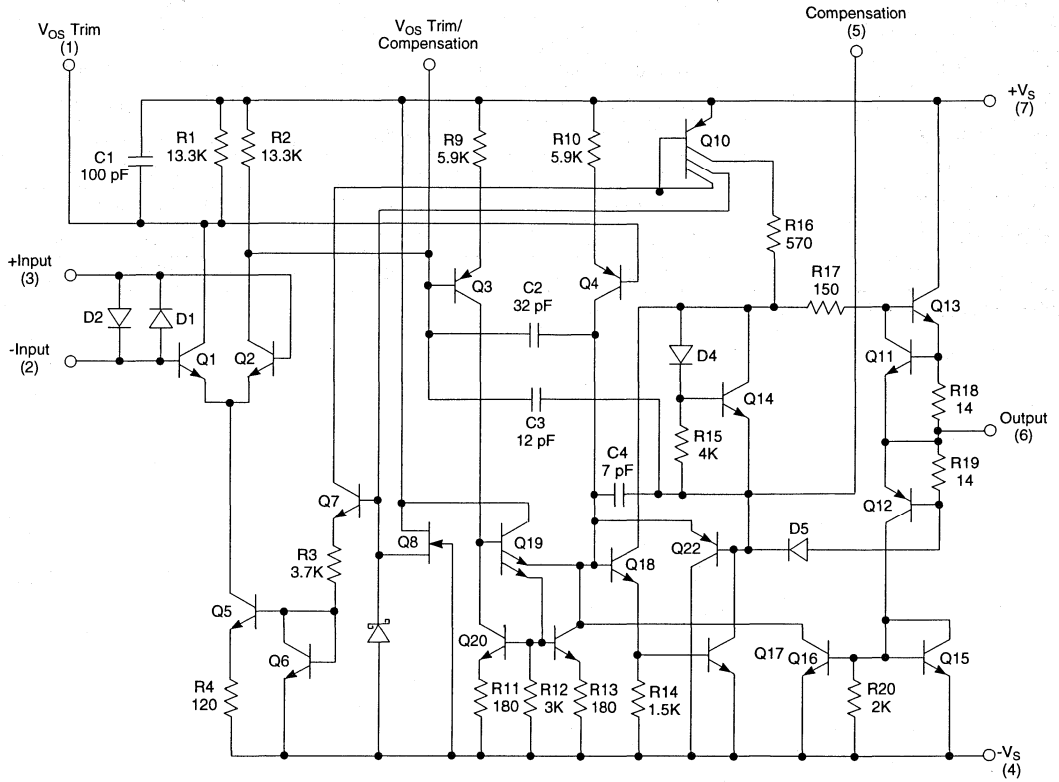 V_OS Trim
(1)
V_OS Trim/
Compensation
Compensation
(5)
+V_S
(7)
R1
13.3K
R2
13.3K
C1
100 pF
R9
5.9K
R10
5.9K
Q10
R16
570
R17
150
+Input
(3)
-Input
(2)
D2
D1
Q1
Q2
Q3
Q4
C2
32 pF
C3
12 pF
D4
Q14
Q13
Q11
R18
14
Output
(6)
R19
14
R15
4K
C4
7 pF
Q12
Q7
Q8
Q19
Q18
Q22
D5
R3
3.7K
Q5
Q6
Q20
Q17
Q16
Q15
R4
120
R11
180
R12
3K
R13
180
R14
1.5K
R20
2K
-V_S
(4)